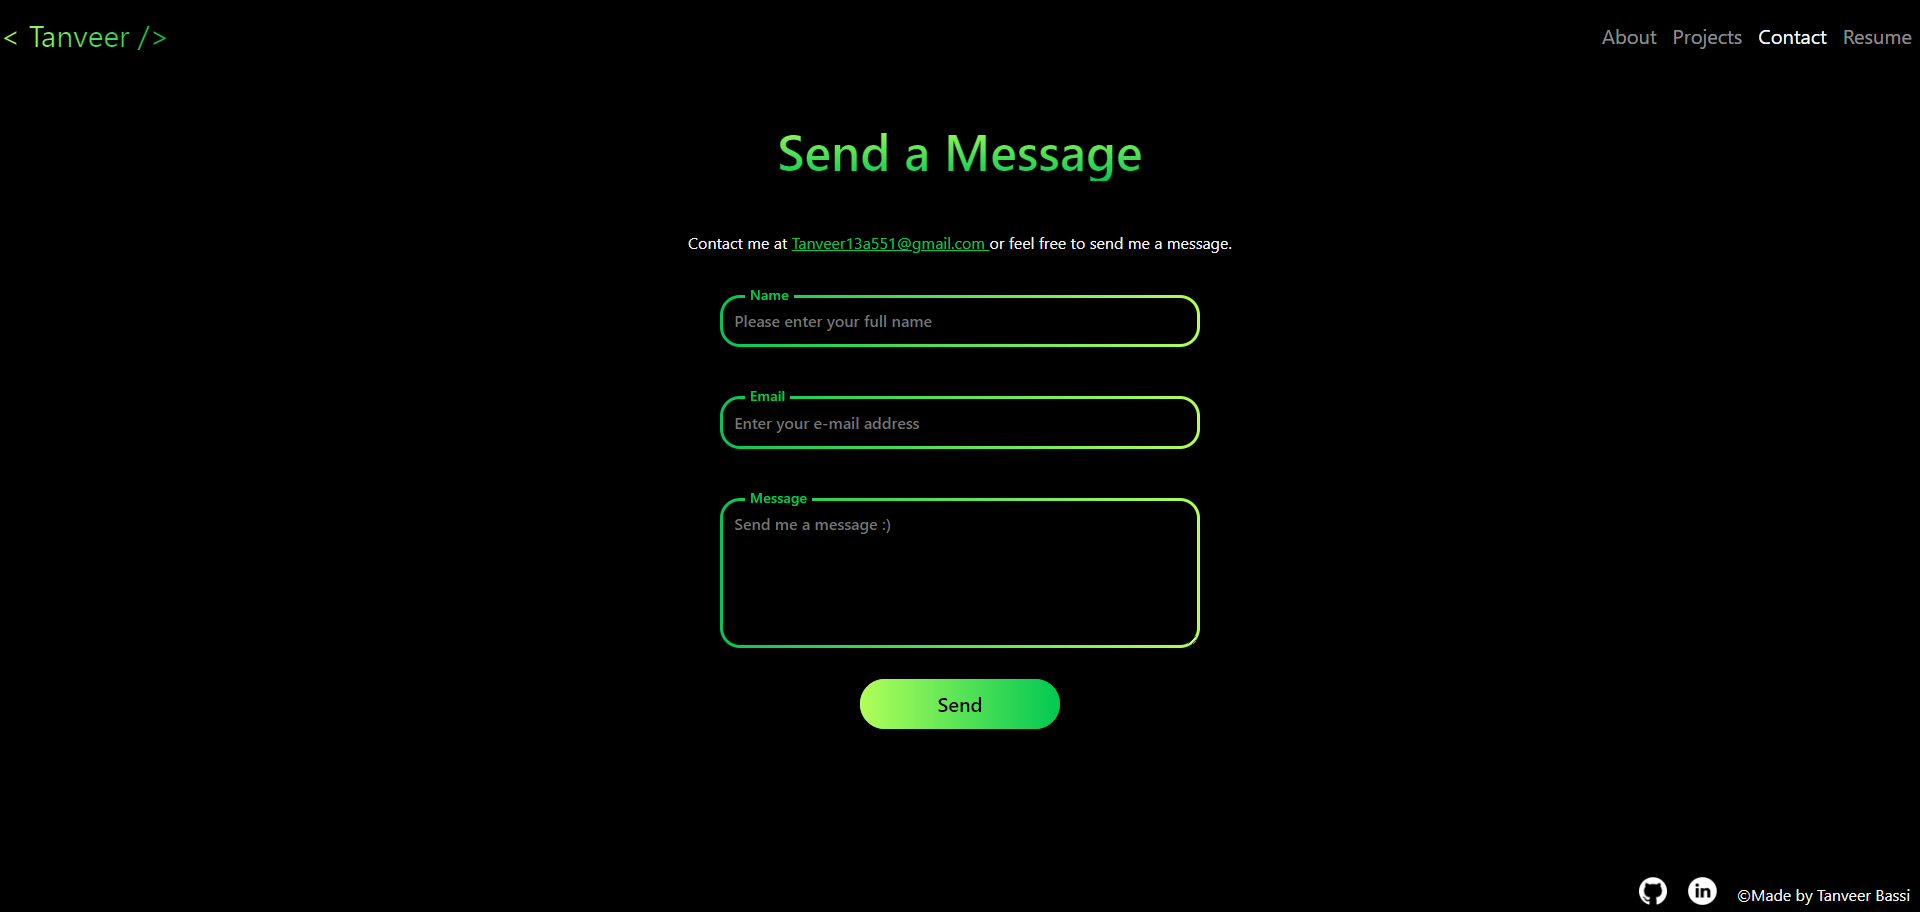 < Tanveer />
About Projects Contact Resume
Send a Message
Contact me at Tanveer13a551@gmail.com or feel free to send me a message.
Name
Please enter your full name
Email
Enter your e-mail address
Message
Send me a message :)
Send
in ©Made by Tanveer Bassi